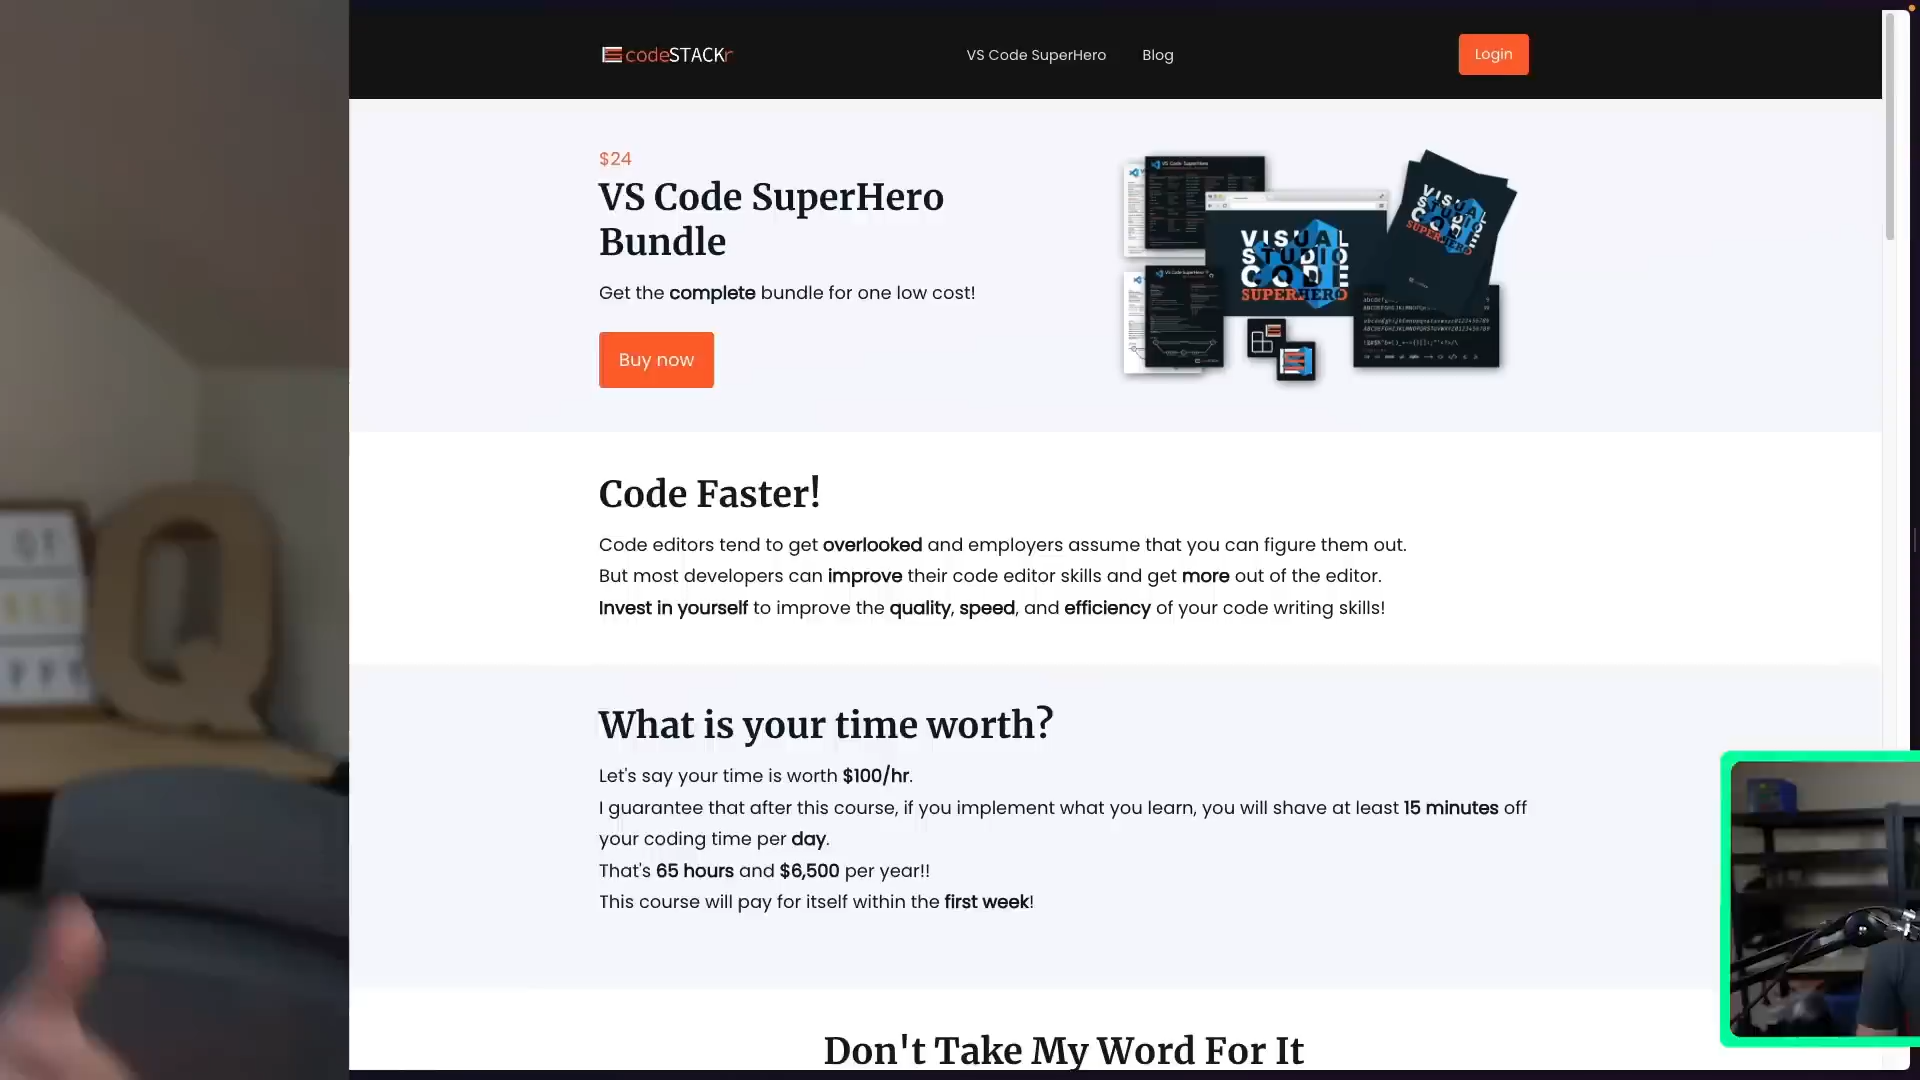 codeSTACKr
VS Code SuperHero
Blog
Login
$24
VS Code SuperHero
Bundle
Get the complete bundle for one low cost!
Buy now
VISUAL
STUDIO
CODE
SUPERHERO
VISUAL
STUDIO
CODE
SUPERHERO
Code Faster!
Code editors tend to get overlooked and employers assume that you can figure them out.
But most developers can improve their code editor skills and get more out of the editor.
Invest in yourself to improve the quality, speed, and efficiency of your code writing skills!
What is your time worth?
Let's say your time is worth $100/hr.
I guarantee that after this course, if you implement what you learn, you will shave at least 15 minutes off
your coding time per day.
That's 65 hours and $6,500 per year!!
This course will pay for itself within the first week!
Don't Take My Word For It
OF
Q